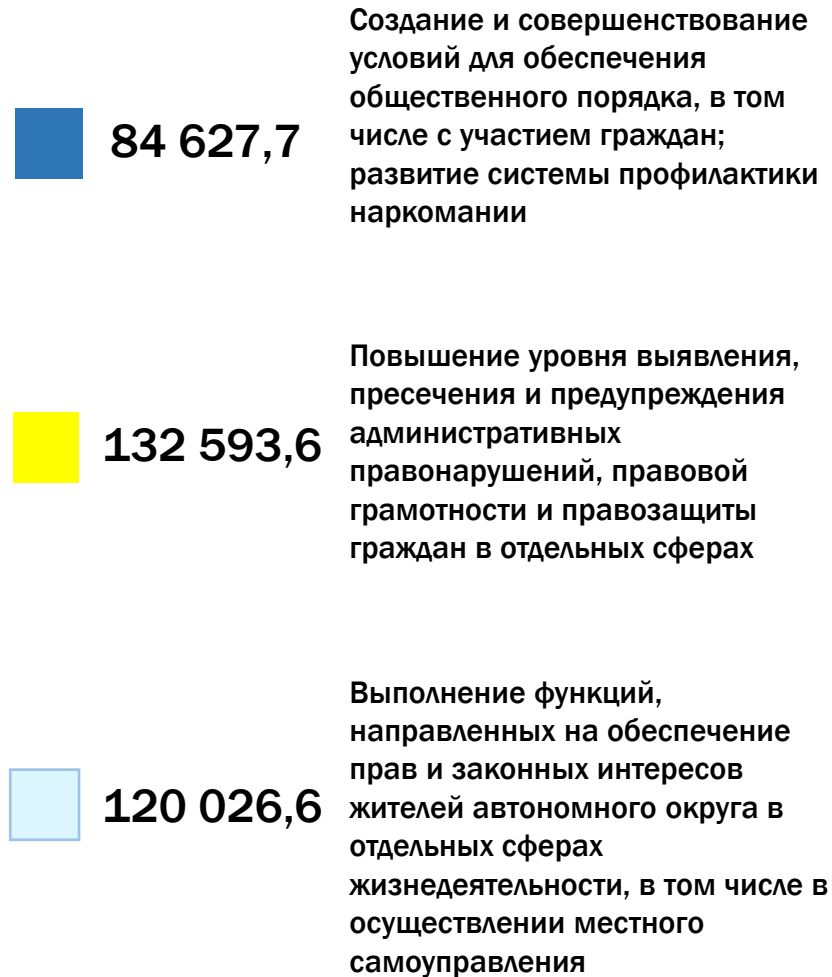 Создание и совершенствование
условий для обеспечения
общественного порядка, в том
84 627,7
числе с участием граждан;
развитие системы профилактики
наркомании
Повышение уровня выявления,
пресечения и предупреждения
132 593,6
административных
правонарушений, правовой
грамотности и правозащиты
граждан в отдельных сферах
Выполнение функций,
направленных на обеспечение
прав и законных интересов
120 026,6
жителей автономного округа в
отдельных сферах
жизнедеятельности, в том числе в
осуществлении местного
самоуправления